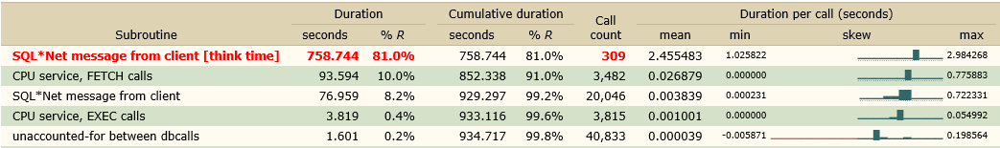 Duration Cumulative duration Call Duration per call (seconds)
Subroutine seconds % R seconds % R count mean min skew max
SQL*Net message from client [think time] 758.744 81.0% 758.744 81.0% 309 2.455483 1.025822 2.984268
CPU service, FETCH calls 93.594 10.0% 852.338 91.0% 3,482 0.026879 0.000000 0.775883
SQL*Net message from client 76.959 8.2% 929.297 99.2% 20,046 0.003839 0.000231 0.722331
CPU service, EXEC calls 3.819 0.4% 933.116 99.6% 3,815 0.001001 0.000000 0.054992
unaccounted-for between dbcalls 1.601 0.2% 934.717 99.8% 40,833 0.000039 -0.005871 0.198564